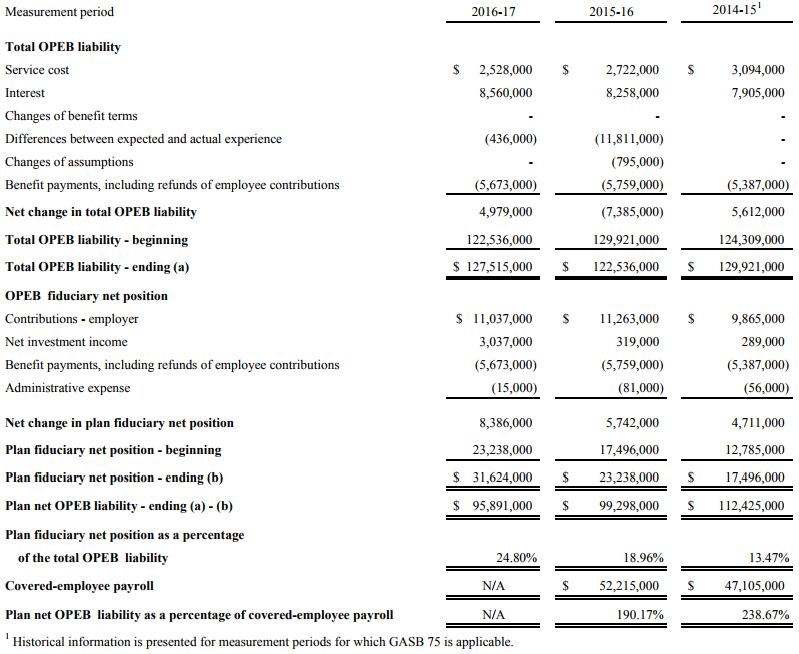 Measurement period 2016-17 2015-16 2014-15¹
Total OPEB liability
Service cost $ 2,528,000 $ 2,722,000 $ 3,094,000
Interest 8,560,000 8,258,000 7,905,000
Changes of benefit terms - - -
Differences between expected and actual experience (436,000) (11,811,000) -
Changes of assumptions - (795,000) -
Benefit payments, including refunds of employee contributions (5,673,000) (5,759,000) (5,387,000)
Net change in total OPEB liability 4,979,000 (7,385,000) 5,612,000
Total OPEB liability - beginning 122,536,000 129,921,000 124,309,000
Total OPEB liability - ending (a) $ 127,515,000 $ 122,536,000 $ 129,921,000
OPEB fiduciary net position
Contributions - employer $ 11,037,000 $ 11,263,000 $ 9,865,000
Net investment income 3,037,000 319,000 289,000
Benefit payments, including refunds of employee contributions (5,673,000) (5,759,000) (5,387,000)
Administrative expense (15,000) (81,000) (56,000)
Net change in plan fiduciary net position 8,386,000 5,742,000 4,711,000
Plan fiduciary net position - beginning 23,238,000 17,496,000 12,785,000
Plan fiduciary net position - ending (b) $ 31,624,000 $ 23,238,000 $ 17,496,000
Plan net OPEB liability - ending (a) - (b) $ 95,891,000 $ 99,298,000 $ 112,425,000
Plan fiduciary net position as a percentage
of the total OPEB liability 24.80% 18.96% 13.47%
Covered-employee payroll N/A $ 52,215,000 $ 47,105,000
Plan net OPEB liability as a percentage of covered-employee payroll N/A 190.17% 238.67%
¹ Historical information is presented for measurement periods for which GASB 75 is applicable.